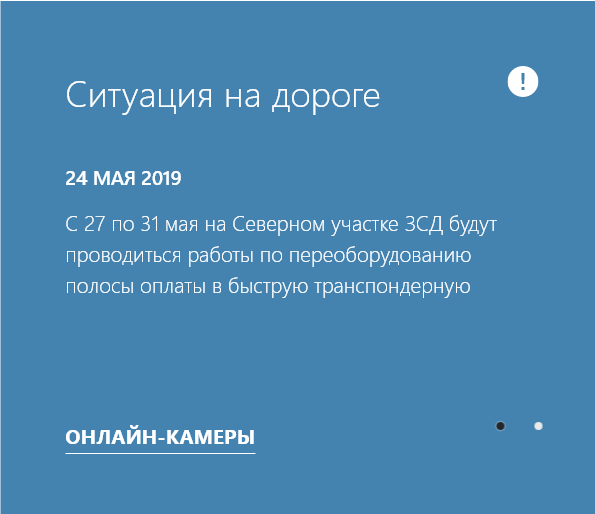 Ситуация на дороге
!
24 МАЯ 2019
С 27 по 31 мая на Северном участке ЗСД будут
проводиться работы по переоборудованию
полосы оплаты в быструю транспондерную
ОНЛАЙН-КАМЕРЫ